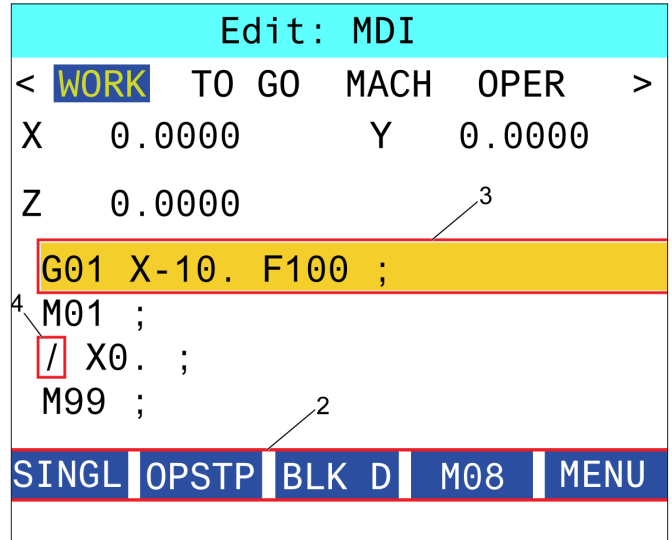 Edit: MDI
< WORK TO GO MACH OPER >
X 0.0000 Y 0.0000
Z 0.0000
3
G01 X-10. F100 ;
4
M01 ;
/ X0. ;
M99 ;
2
SINGL OPSTP BLK D M08 MENU